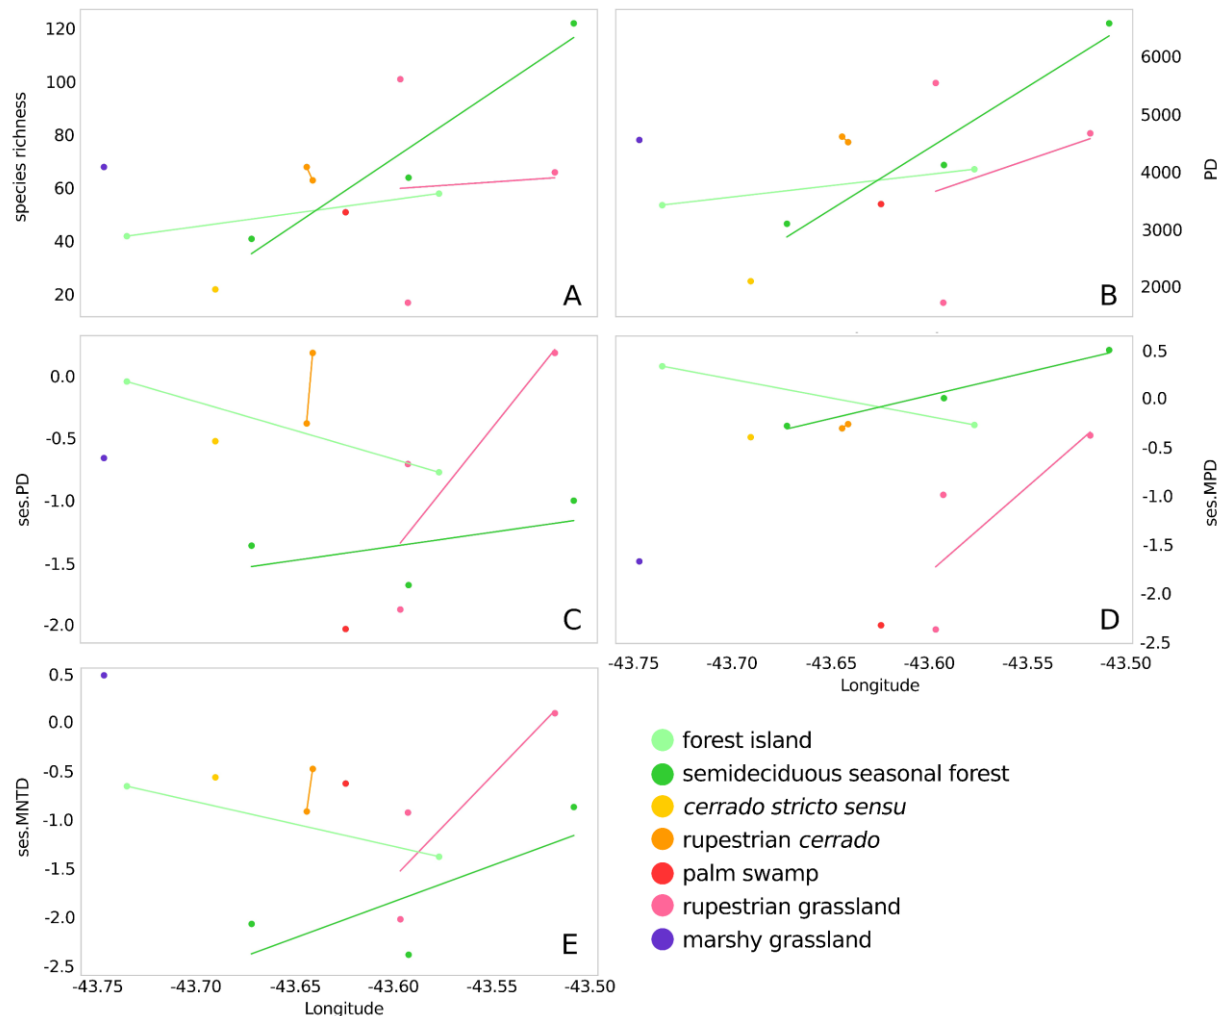 120
100
80
60
40
20
species richness
A
6000
5000
4000
3000
2000
PD
B
0.0
-0.5
-1.0
-1.5
-2.0
ses.PD
C
0.5
0.0
-0.5
-1.0
-1.5
-2.0
-2.5
ses.MPD
D
-43.75 -43.70 -43.65 -43.60 -43.55 -43.50
Longitude
0.5
0.0
-0.5
-1.0
-1.5
-2.0
-2.5
ses.MNTD
E
-43.75 -43.70 -43.65 -43.60 -43.55 -43.50
Longitude
forest island
semideciduous seasonal forest
cerrado stricto sensu
rupestrian cerrado
palm swamp
rupestrian grassland
marshy grassland